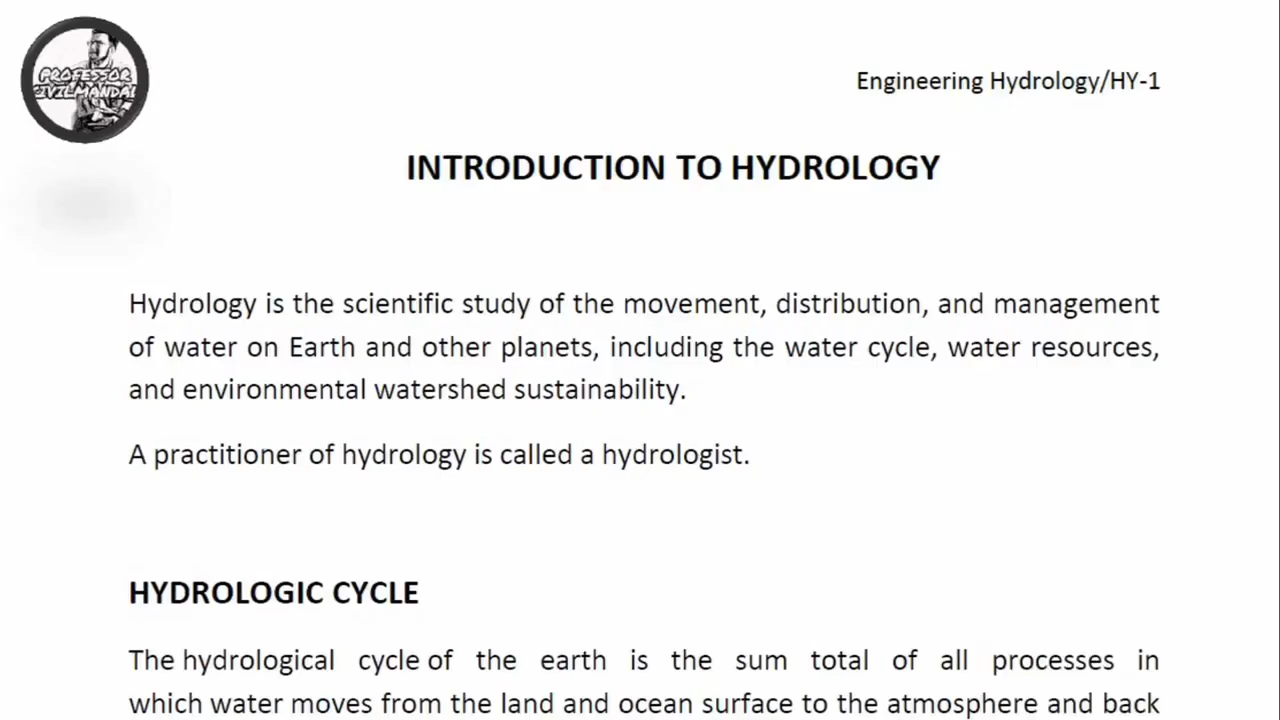 PROFESSOR
CIVILMANDAI
Engineering Hydrology/HY-1
INTRODUCTION TO HYDROLOGY
Hydrology is the scientific study of the movement, distribution, and management
of water on Earth and other planets, including the water cycle, water resources,
and environmental watershed sustainability.
A practitioner of hydrology is called a hydrologist.
HYDROLOGIC CYCLE
The hydrological cycle of the earth is the sum total of all processes in
which water moves from the land and ocean surface to the atmosphere and back